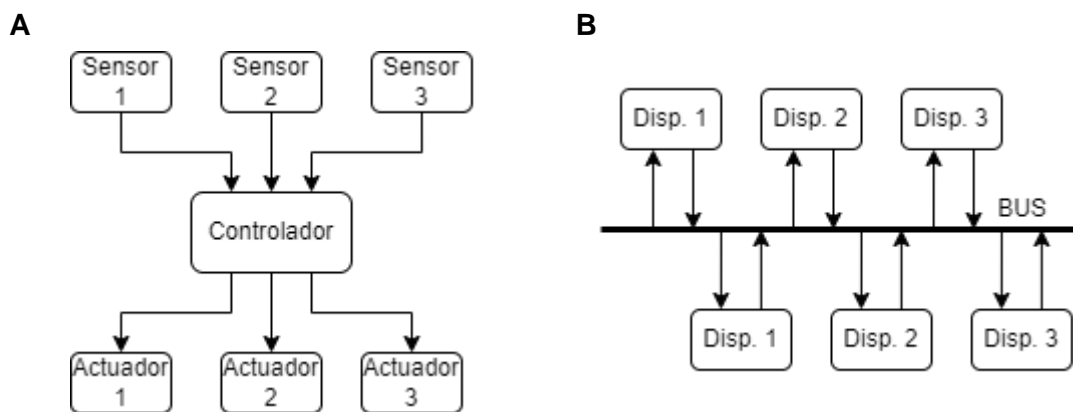 A
Sensor
1
Sensor
2
Sensor
3
Controlador
Actuador
1
Actuador
2
Actuador
3
B
Disp. 1
Disp. 2
Disp. 3
BUS
Disp. 1
Disp. 2
Disp. 3